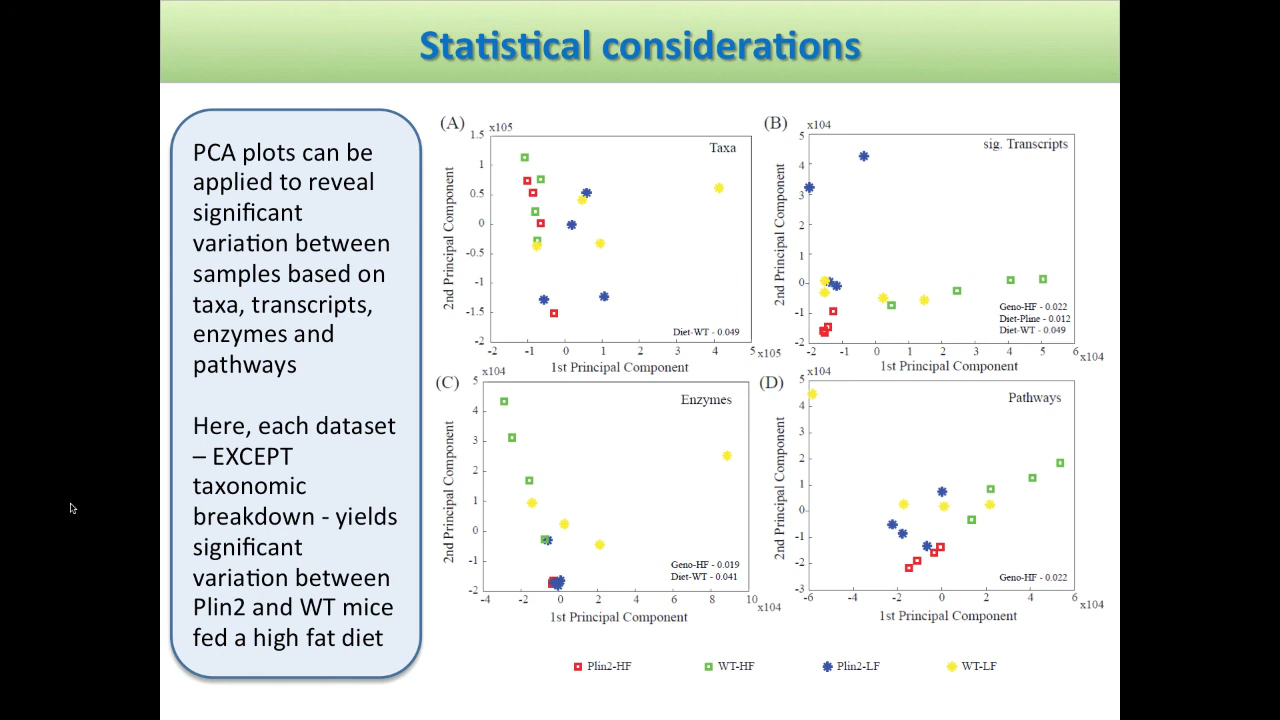 Statistical considerations
PCA plots can be
applied to reveal
significant
variation between
samples based on
taxa, transcripts,
enzymes and
pathways
Here, each dataset
– EXCEPT
taxonomic
breakdown - yields
significant
variation between
Plin2 and WT mice
fed a high fat diet
(A)
x10⁵
Taxa
2nd Principal Component
1.5
1
0.5
0
-0.5
-1
-1.5
-2
Diet-WT - 0.049
-2 -1 0 1 2 3 4 5 x10⁵
1st Principal Component
(B)
x10⁴
sig. Transcripts
2nd Principal Component
5
4
3
2
1
0
-1
-2
Geno-HF - 0.022
Diet-Pline - 0.012
Diet-WT - 0.049
-2 -1 0 1 2 3 4 5 6 x10⁴
1st Principal Component
(C)
x10⁴
Enzymes
2nd Principal Component
5
4
3
2
1
0
-1
-2
Geno-HF - 0.019
Diet-WT - 0.041
-4 -2 0 2 4 6 8 10 x10⁴
1st Principal Component
(D)
x10⁴
Pathways
2nd Principal Component
5
4
3
2
1
0
-1
-2
-3
Geno-HF - 0.022
-6 -4 -2 0 2 4 6 x10⁴
1st Principal Component
Plin2-HF WT-HF Plin2-LF WT-LF